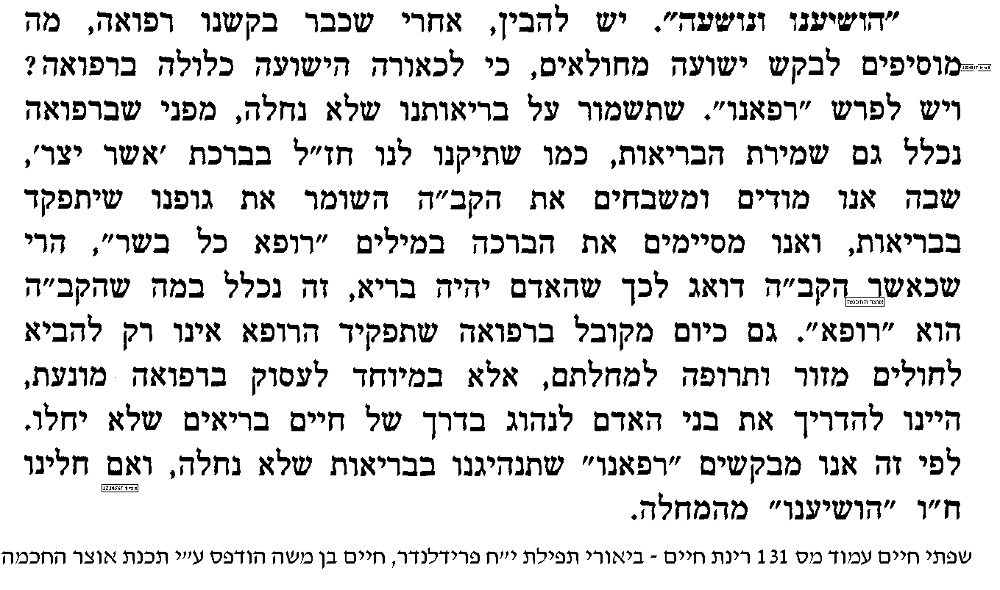 ״הושיענו ונושעה״. יש להבין, אחרי שכבר בקשנו רפואה, מה
מוסיפים לבקש ישועה מחולאים, כי לכאורה הישועה כלולה ברפואה?
ויש לפרש ״רפאנו״. שתשמור על בריאותנו שלא נחלה, מפני שברפואה
נכלל גם שמירת הבריאות, כמו שתיקנו לנו חז״ל בברכת ׳אשר יצר׳,
שבה אנו מודים ומשבחים את הקב״ה השומר את גופנו שיתפקד
בבריאות, ואנו מסיימים את הברכה במילים ״רופא כל בשר״, הרי
שכאשר הקב״ה דואג לכך שהאדם יהיה בריא, זה נכלל במה שהקב״ה
אוצר החכמה
הוא ״רופא״. גם כיום מקובל ברפואה שתפקיד הרופא אינו רק להביא
לחולים מזור ותרופה למחלתם, אלא במיוחד לעסוק ברפואה מונעת,
היינו להדריך את בני האדם לנהוג בדרך של חיים בריאים שלא יחלו.
לפי זה אנו מבקשים ״רפאנו״ שתנהיגנו בבריאות שלא נחלה, ואם חלינו
אח״ח 1234567
ח״ו ״הושיענו״ מהמחלה.
שפתי חיים עמוד מס 131 רינת חיים - ביאורי תפילת י״ח פרידלנדר, חיים בן משה הודפס ע״י תכנת אוצר החכמה